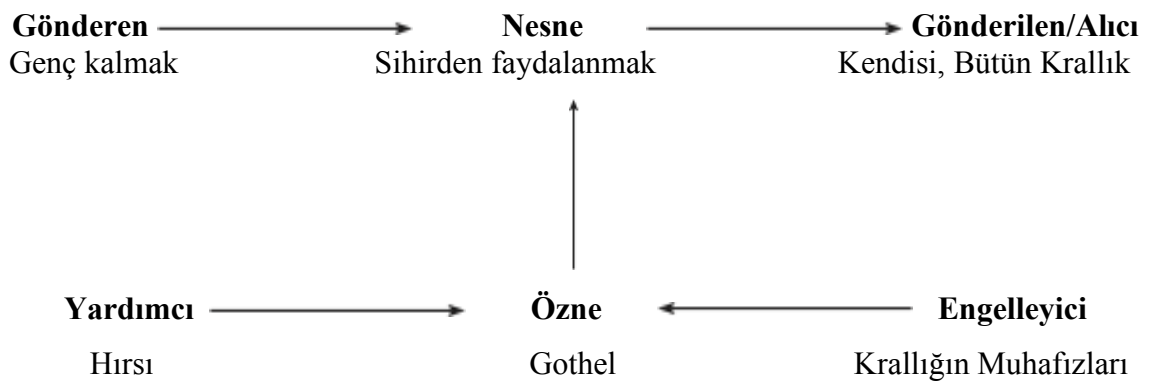 Gönderen Nesne Gönderilen/Alıcı
Genç kalmak Sihirden faydalanmak Kendisi, Bütün Krallık
Yardımcı Özne Engelleyici
Hırsı Gothel Krallığın Muhafızları